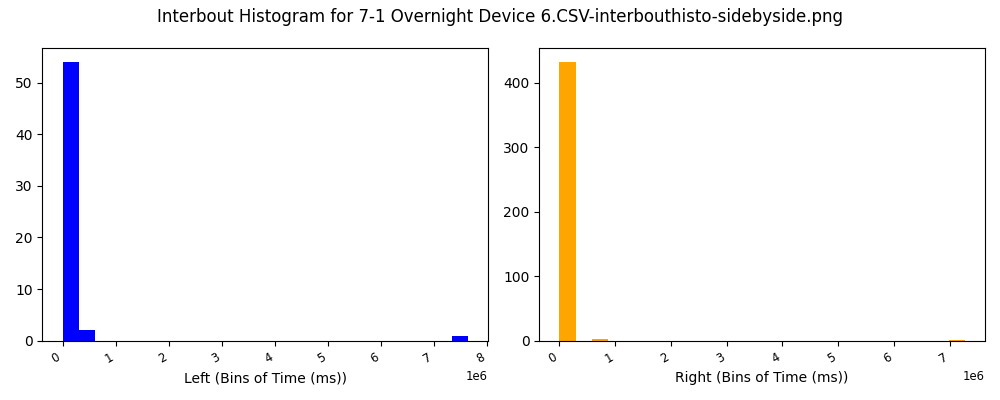 Interbout Histogram for 7-1 Overnight Device 6.CSV-interbouthisto-sidebyside.png
50
40
30
20
10
0
0 1 2 3 4 5 6 7 8
1e6
Left (Bins of Time (ms))
400
300
200
100
0
0 1 2 3 4 5 6 7
1e6
Right (Bins of Time (ms))